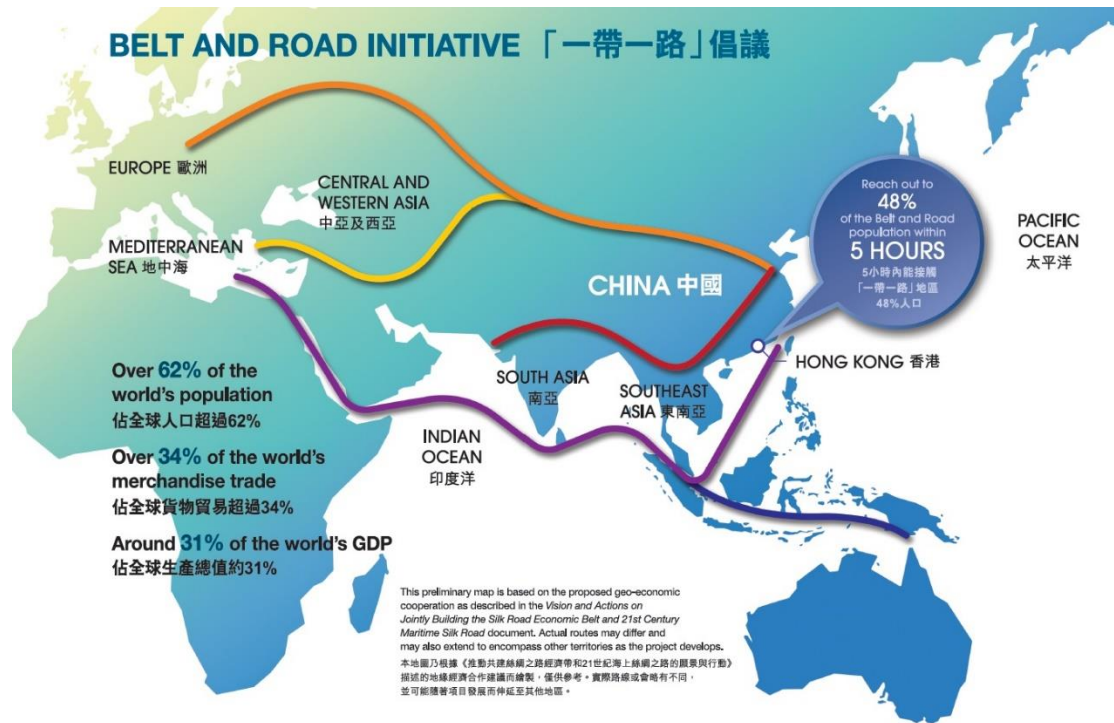 BELT AND ROAD INITIATIVE 「一帶一路」倡議
EUROPE 歐洲
CENTRAL AND
WESTERN ASIA
中亞及西亞
MEDITERRANEAN
SEA 地中海
CHINA 中國
Reach out to
48%
of the Belt and Road
population within
5 HOURS
5小時內能接觸
「一帶一路」地區
48%人口
PACIFIC
OCEAN
太平洋
HONG KONG 香港
SOUTH ASIA
南亞
SOUTHEAST
ASIA 東南亞
INDIAN
OCEAN
印度洋
Over 62% of the
world's population
佔全球人口超過62%
Over 34% of the world's
merchandise trade
佔全球貨物貿易超過34%
Around 31% of the world's GDP
佔全球生產總值約31%
This preliminary map is based on the proposed geo-economic
cooperation as described in the Vision and Actions on
Jointly Building the Silk Road Economic Belt and 21st Century
Maritime Silk Road document. Actual routes may differ and
may also extend to encompass other territories as the project develops.
本地圖乃根據《推動共建絲綢之路經濟帶和21世紀海上絲綢之路的願景與行動》
描述的地緣經濟合作建議而繪製，僅供參考。實際路線或會略有不同，
並可能隨著項目發展而伸延至其他地區。